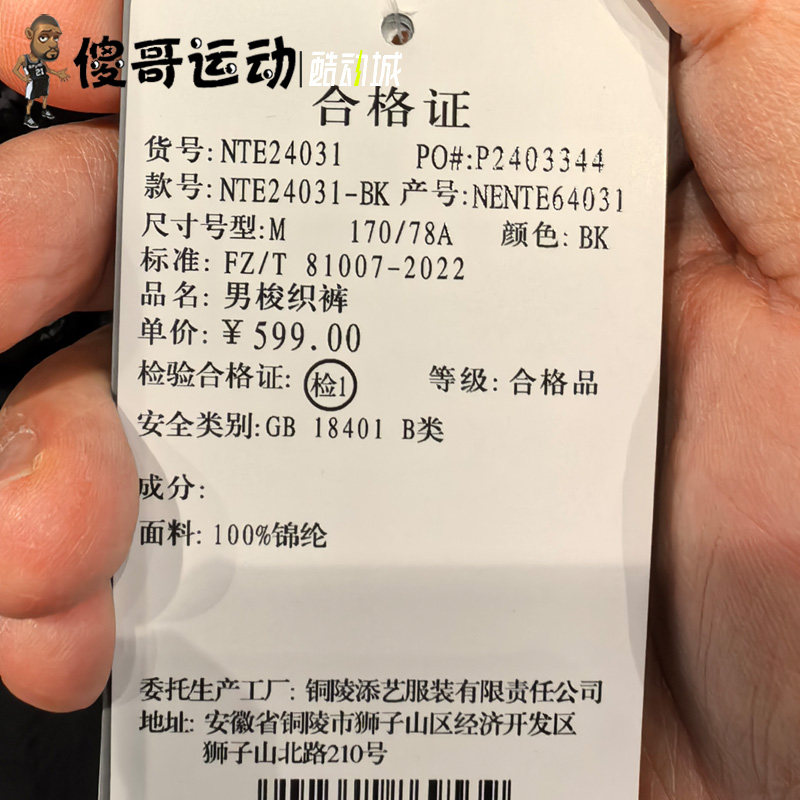 傻哥运动 | 酷动城
合格证
货号: NTE24031 PO#:P2403344
款号: NTE24031-BK 产号: NENTE64031
尺寸号型: M 170/78A 颜色: BK
标准: FZ/T 81007-2022
品名: 男梭织裤
单价: ¥ 599.00
检验合格证: 检1 等级: 合格品
安全类别: GB 18401 B类
成分:
面料: 100%锦纶
委托生产工厂: 铜陵添艺服装有限责任公司
地址: 安徽省铜陵市狮子山区经济开发区
狮子山北路210号